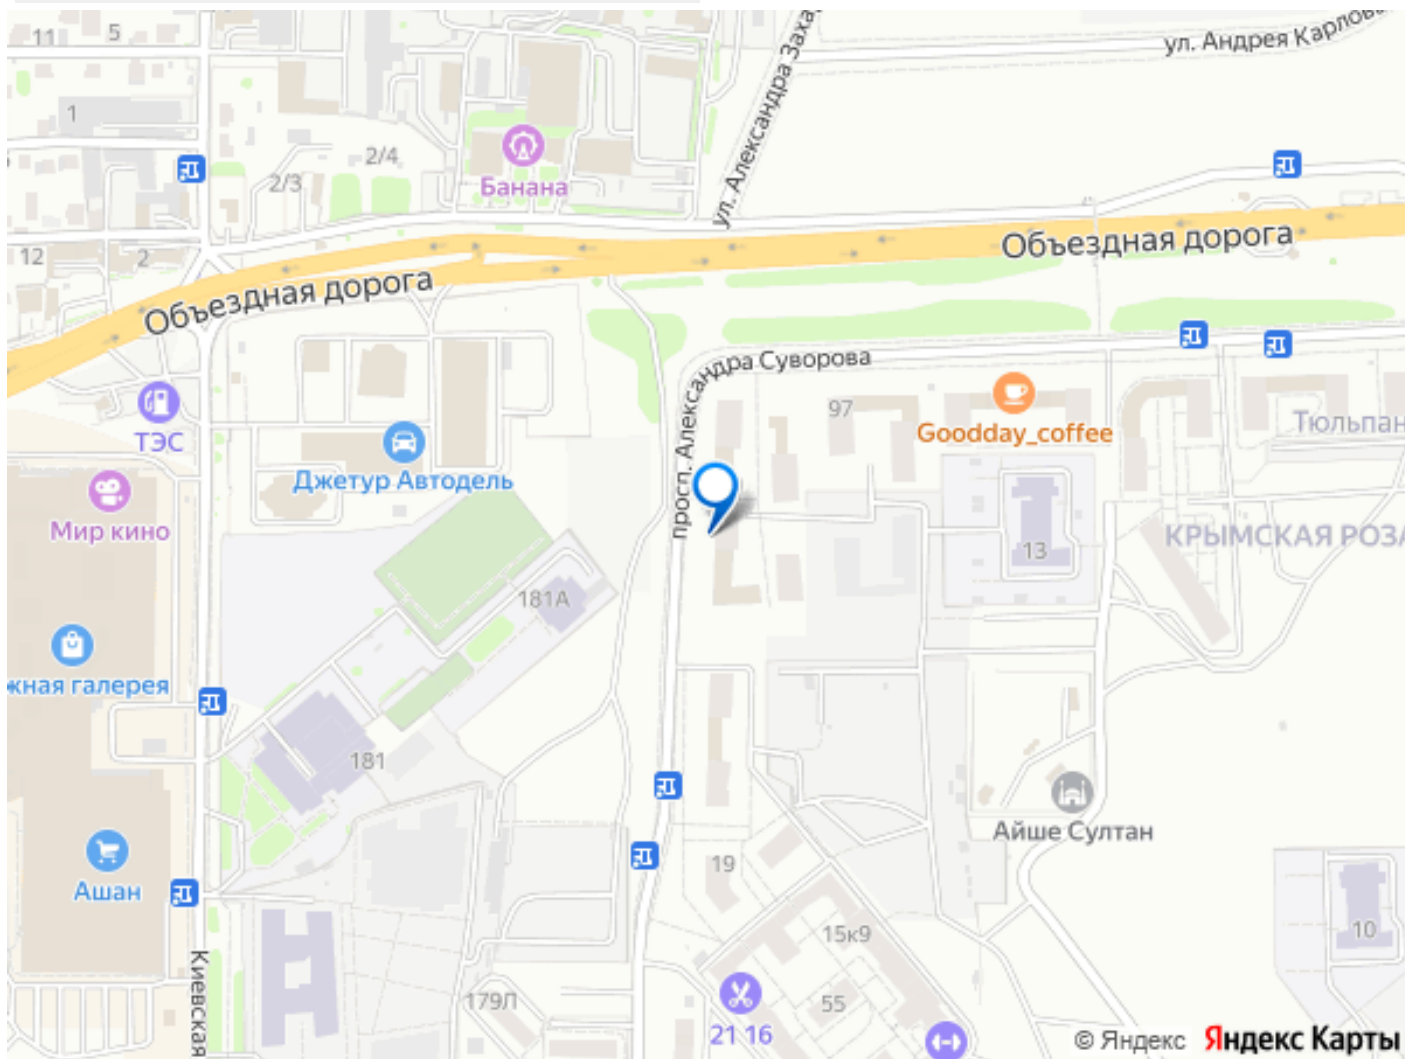 11
5
ул. Александра Заха
ул. Андрея Карлова
1
2/4
2/3
Банана
12
2
Объездная дорога
Объездная дорога
просп. Александра Суворова
97
Goodday_coffee
Тюльпан
ТЭС
Джетур Автодель
Мир кино
КРЫМСКАЯ РОЗА
13
181А
жная галерея
181
Айше Султан
Ашан
19
10
15к9
Киевская
179Л
55
21 16
© Яндекс Яндекс Карты